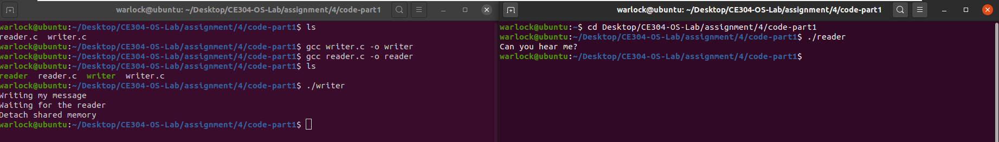 warlock@ubuntu: ~/Desktop/CE304-OS-Lab/assignment/4/code-part1
warlock@ubuntu:~/Desktop/CE304-OS-Lab/assignment/4/code-part1$ ls
reader.c  writer.c
warlock@ubuntu:~/Desktop/CE304-OS-Lab/assignment/4/code-part1$ gcc writer.c -o writer
warlock@ubuntu:~/Desktop/CE304-OS-Lab/assignment/4/code-part1$ gcc reader.c -o reader
warlock@ubuntu:~/Desktop/CE304-OS-Lab/assignment/4/code-part1$ ls
reader  reader.c  writer  writer.c
warlock@ubuntu:~/Desktop/CE304-OS-Lab/assignment/4/code-part1$ ./writer
Writing my message
Waiting for the reader
Detach shared memory
warlock@ubuntu:~/Desktop/CE304-OS-Lab/assignment/4/code-part1$
warlock@ubuntu: ~/Desktop/CE304-OS-Lab/assignment/4/code-part1
warlock@ubuntu:~$ cd Desktop/CE304-OS-Lab/assignment/4/code-part1
warlock@ubuntu:~/Desktop/CE304-OS-Lab/assignment/4/code-part1$ ./reader
Can you hear me?
warlock@ubuntu:~/Desktop/CE304-OS-Lab/assignment/4/code-part1$